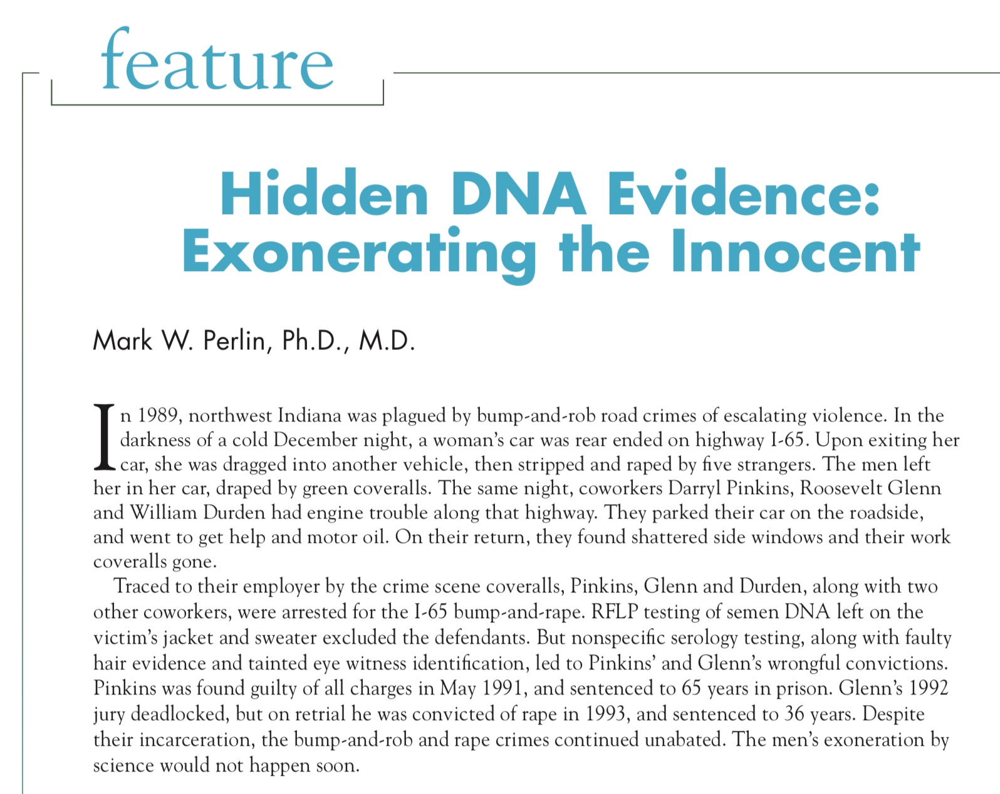 feature
Hidden DNA Evidence:
Exonerating the Innocent
Mark W. Perlin, Ph.D., M.D.
In 1989, northwest Indiana was plagued by bump-and-rob road crimes of escalating violence. In the
darkness of a cold December night, a woman's car was rear ended on highway I-65. Upon exiting her
car, she was dragged into another vehicle, then stripped and raped by five strangers. The men left
her in her car, draped by green coveralls. The same night, coworkers Darryl Pinkins, Roosevelt Glenn
and William Durden had engine trouble along that highway. They parked their car on the roadside,
and went to get help and motor oil. On their return, they found shattered side windows and their work
coveralls gone.
Traced to their employer by the crime scene coveralls, Pinkins, Glenn and Durden, along with two
other coworkers, were arrested for the I-65 bump-and-rape. RFLP testing of semen DNA left on the
victim's jacket and sweater excluded the defendants. But nonspecific serology testing, along with faulty
hair evidence and tainted eye witness identification, led to Pinkins' and Glenn's wrongful convictions.
Pinkins was found guilty of all charges in May 1991, and sentenced to 65 years in prison. Glenn's 1992
jury deadlocked, but on retrial he was convicted of rape in 1993, and sentenced to 36 years. Despite
their incarceration, the bump-and-rob and rape crimes continued unabated. The men's exoneration by
science would not happen soon.